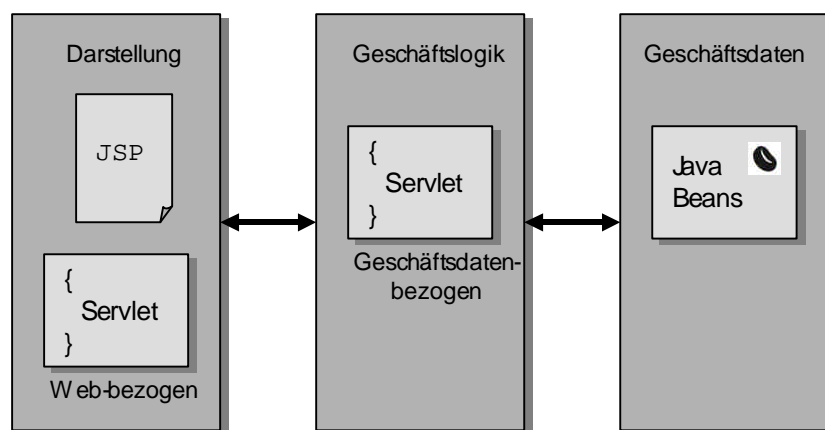 Darstellung
JSP
{
Servlet
}
Web-bezogen
Geschäftslogik
{
Servlet
}
Geschäftsdaten-
bezogen
Geschäftsdaten
Java
Beans